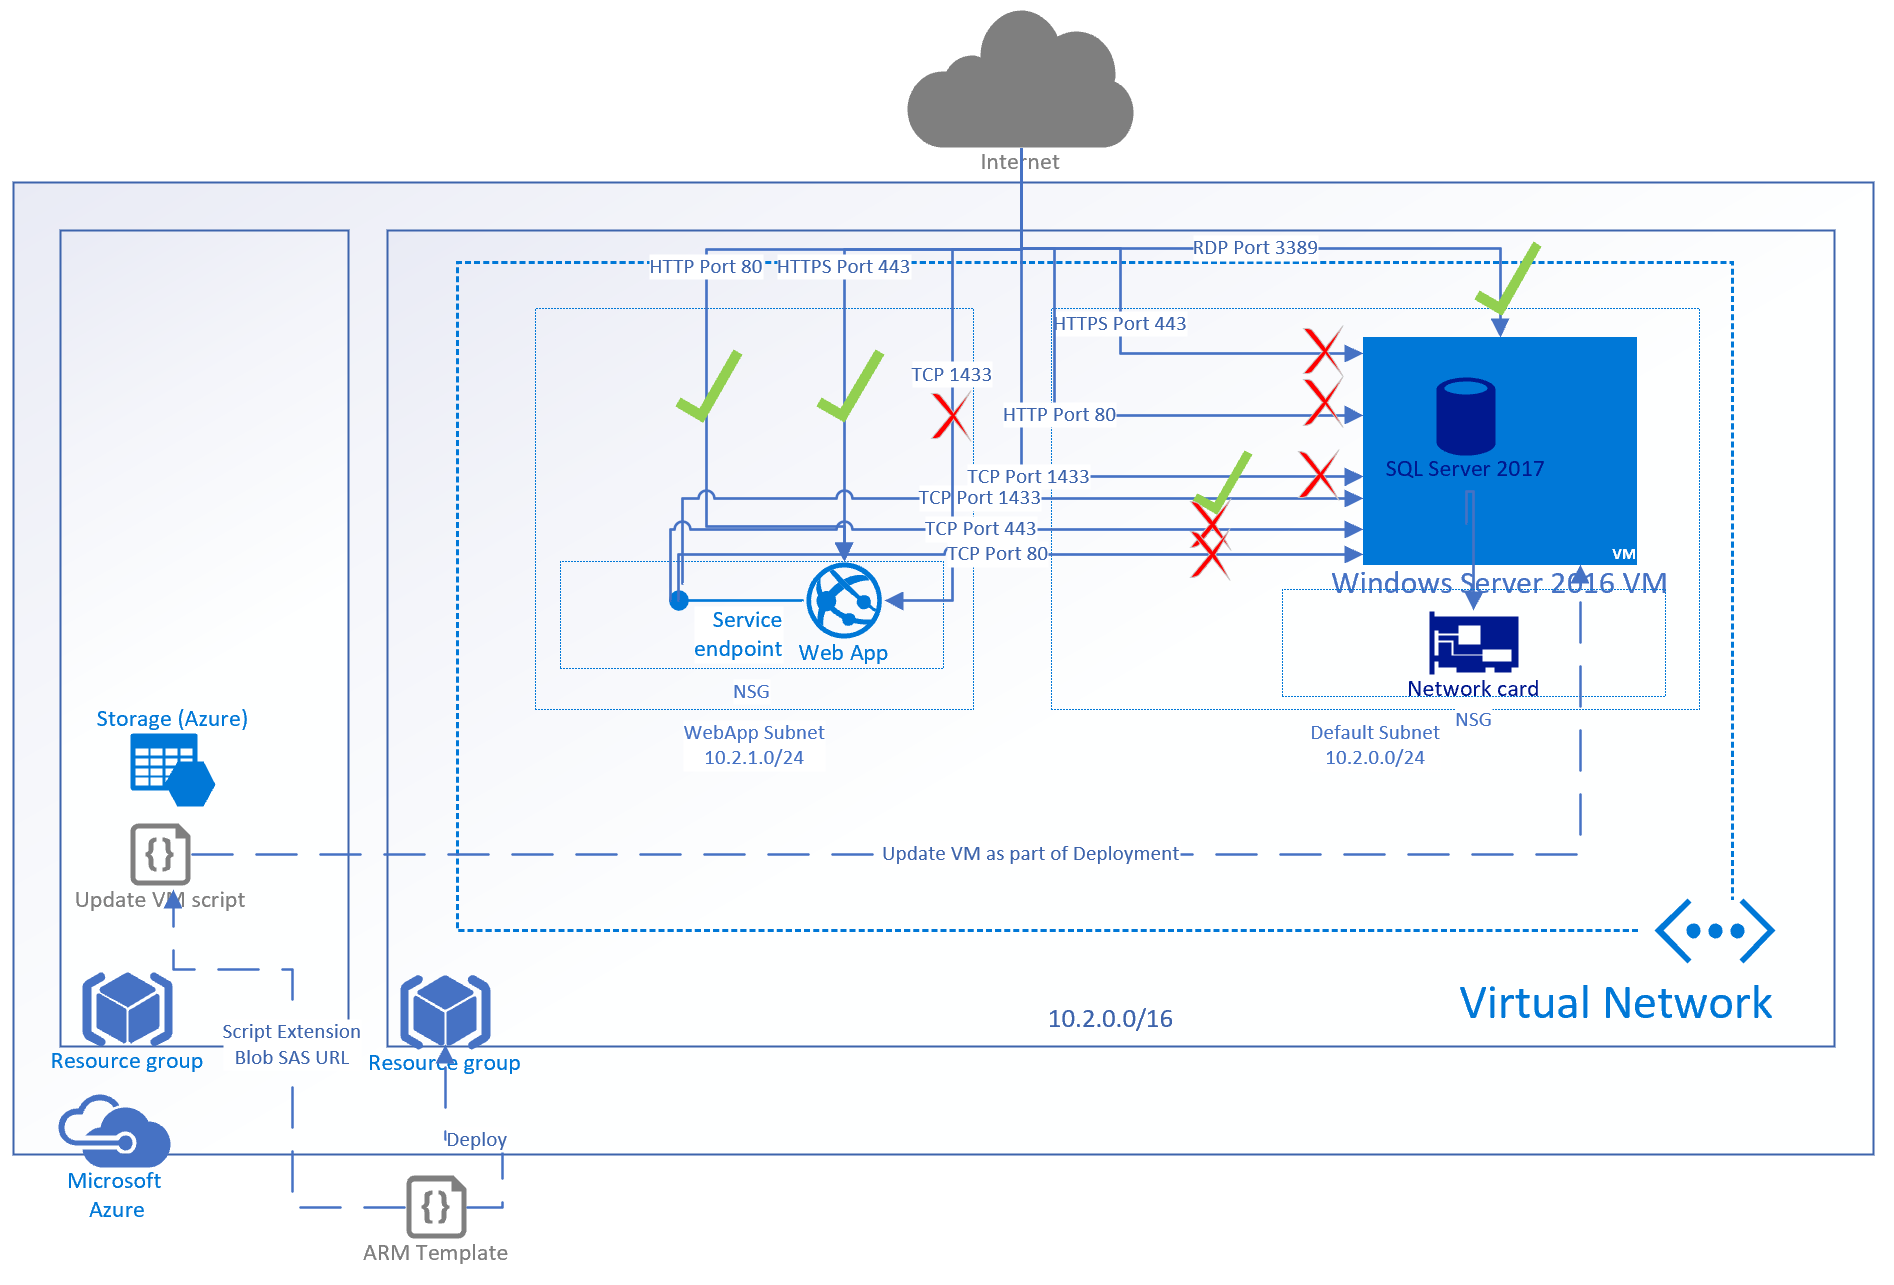 Internet
RDP Port 3389
HTTP Port 80
HTTPS Port 443
HTTPS Port 443
TCP 1433
HTTP Port 80
SQL Server 2017
TCP Port 1433
TCP Port 1433
TCP Port 443
TCP Port 80
VM
Windows Server 2016 VM
Service
endpoint
Web App
Network card
NSG
NSG
WebApp Subnet
10.2.1.0/24
Default Subnet
10.2.0.0/24
Storage (Azure)
Update VM script
Update VM as part of Deployment
Virtual Network
10.2.0.0/16
Script Extension
Blob SAS URL
Resource group
Resource group
Deploy
Microsoft
Azure
ARM Template